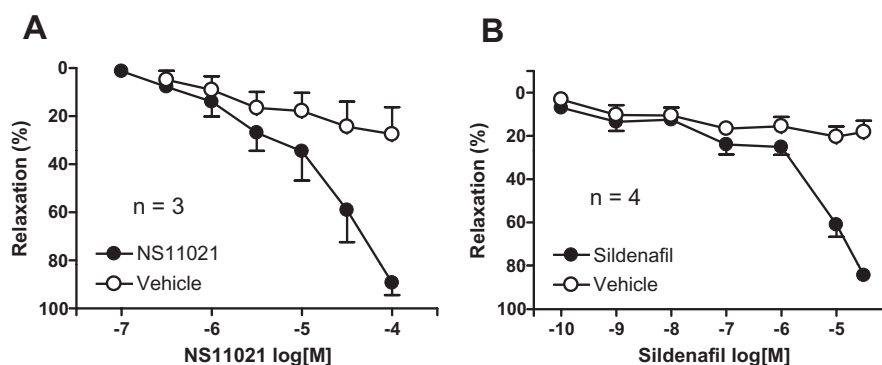 A
0
20
40
60
80
100
Relaxation (%)
n = 3
NS11021
Vehicle
-7
-6
-5
-4
NS11021 log[M]
B
0
20
40
60
80
100
Relaxation (%)
n = 4
Sildenafil
Vehicle
-10
-9
-8
-7
-6
-5
Sildenafil log[M]